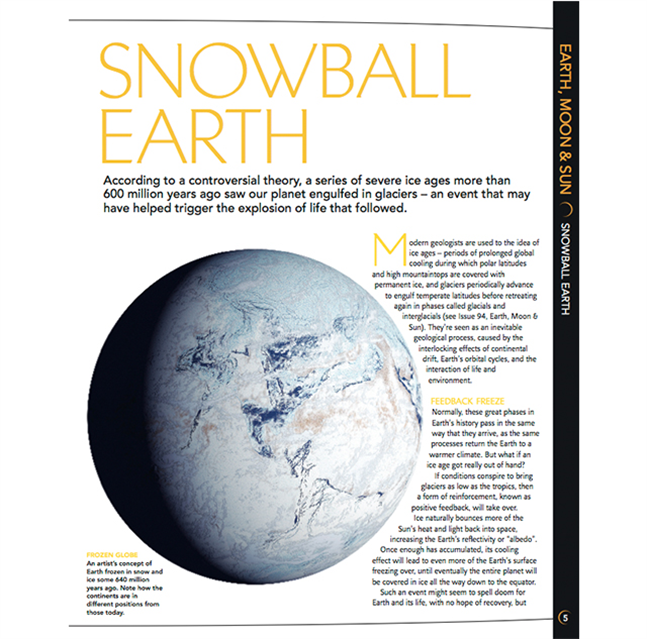 SNOWBALL
EARTH
According to a controversial theory, a series of severe ice ages more than
600 million years ago saw our planet engulfed in glaciers – an event that may
have helped trigger the explosion of life that followed.
Modern geologists are used to the idea of
ice ages – periods of prolonged global
cooling during which polar latitudes
and high mountaintops are covered with
permanent ice, and glaciers periodically advance
to engulf temperate latitudes before retreating
again in phases called glacials and
interglacials (see Issue 94, Earth, Moon &
Sun). They're seen as an inevitable
geological process, caused by the
interlocking effects of continental
drift, Earth's orbital cycles, and the
interaction of life and
environment.
FEEDBACK FREEZE
Normally, these great phases in
Earth's history pass in the same
way that they arrive, as the same
processes return the Earth to a
warmer climate. But what if an
ice age got really out of hand?
If conditions conspire to bring
glaciers as low as the tropics, then
a form of reinforcement, known as
positive feedback, will take over.
Ice naturally bounces more of the
Sun's heat and light back into space,
increasing the Earth's reflectivity or "albedo".
Once enough has accumulated, its cooling
effect will lead to even more of the Earth's surface
freezing over, until eventually the entire planet will
be covered in ice all the way down to the equator.
Such an event might seem to spell doom for
Earth and its life, with no hope of recovery, but
FROZEN GLOBE
An artist's concept of
Earth frozen in snow and
ice some 640 million
years ago. Note how the
continents are in
different positions from
those today.
EARTH, MOON & SUN SNOWBALL EARTH
5